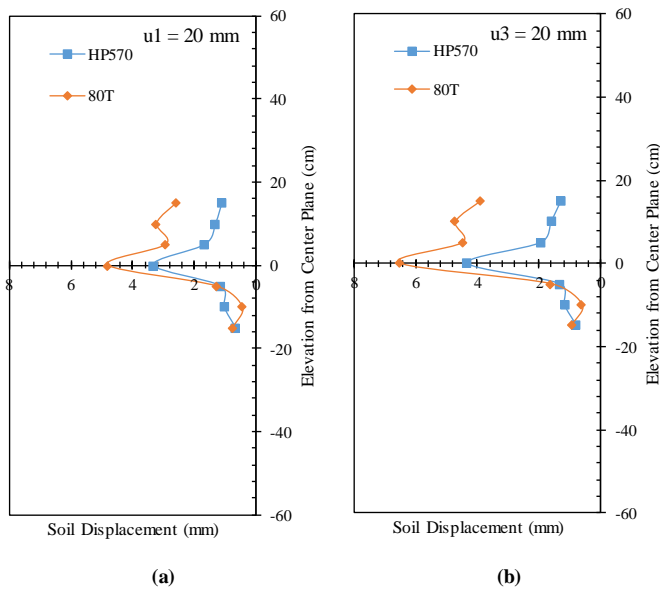 u1 = 20 mm
HP570
80T
60
40
20
0
-20
-40
-60
8
6
4
2
0
Elevation from Center Plane (cm)
Soil Displacement (mm)
(a)
u3 = 20 mm
HP570
80T
60
40
20
0
-20
-40
-60
8
6
4
2
0
Elevation from Center Plane (cm)
Soil Displacement (mm)
(b)